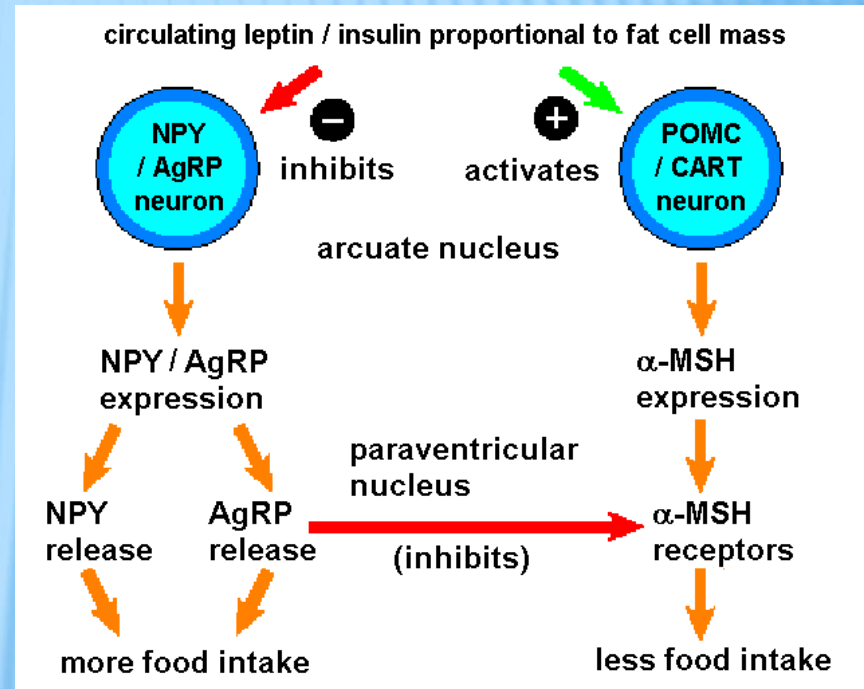 circulating leptin / insulin proportional to fat cell mass
NPY
/ AgRP
neuron
−
inhibits
+
activates
POMC
/ CART
neuron
arcuate nucleus
NPY / AgRP
expression
α-MSH
expression
paraventricular
nucleus
NPY
release
AgRP
release
(inhibits)
α-MSH
receptors
more food intake
less food intake